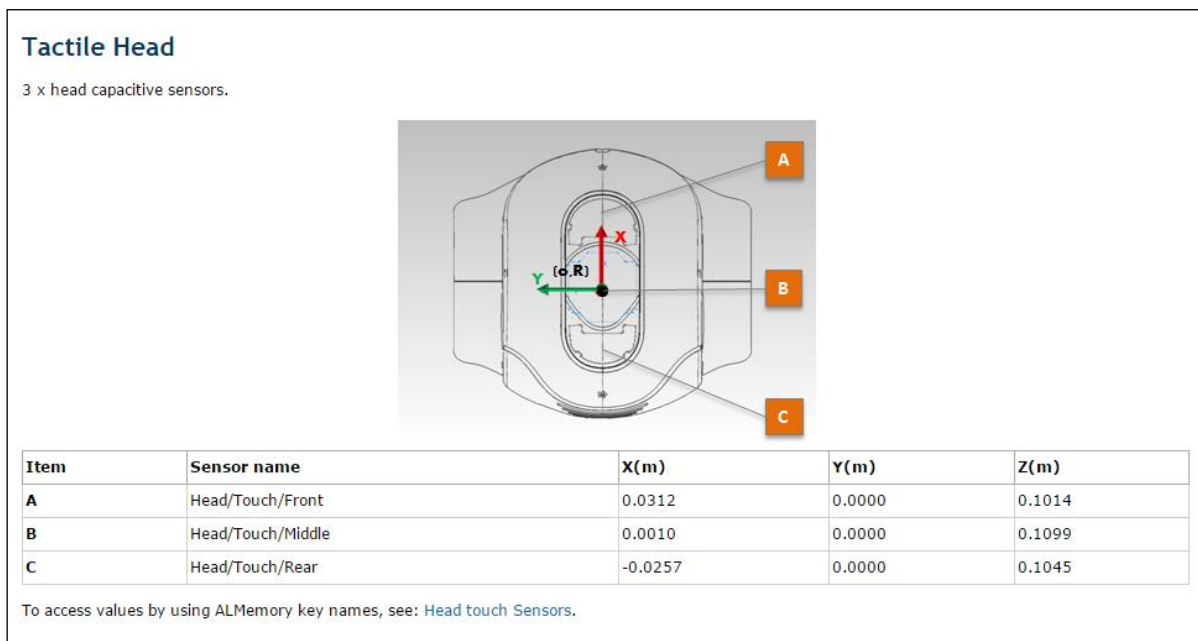 Tactile Head
3 x head capacitive sensors.
A
X
Y (o,R)
B
C
Item Sensor name X(m) Y(m) Z(m)
A Head/Touch/Front 0.0312 0.0000 0.1014
B Head/Touch/Middle 0.0010 0.0000 0.1099
C Head/Touch/Rear -0.0257 0.0000 0.1045
To access values by using ALMemory key names, see: Head touch Sensors.